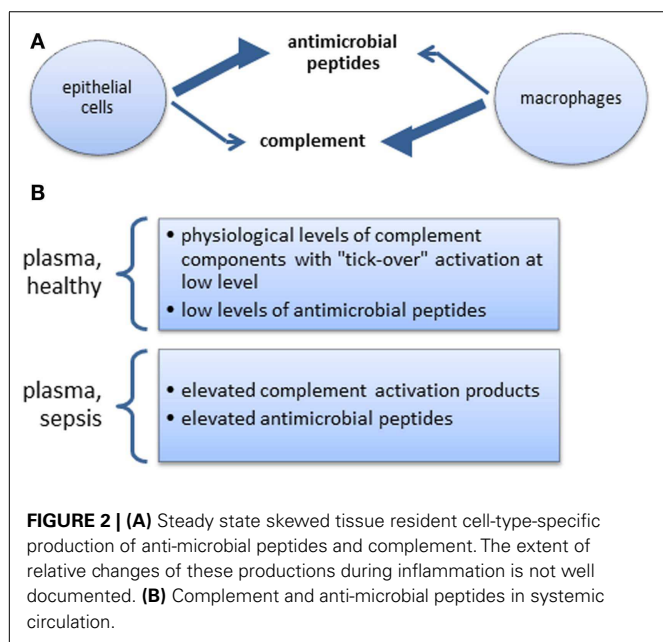 A
antimicrobial
peptides
epithelial
cells
macrophages
complement
B
plasma,
healthy
• physiological levels of complement
components with "tick-over" activation at
low level
• low levels of antimicrobial peptides
plasma,
sepsis
• elevated complement activation products
• elevated antimicrobial peptides
FIGURE 2 | (A) Steady state skewed tissue resident cell-type-specific
production of anti-microbial peptides and complement. The extent of
relative changes of these productions during inflammation is not well
documented. (B) Complement and anti-microbial peptides in systemic
circulation.